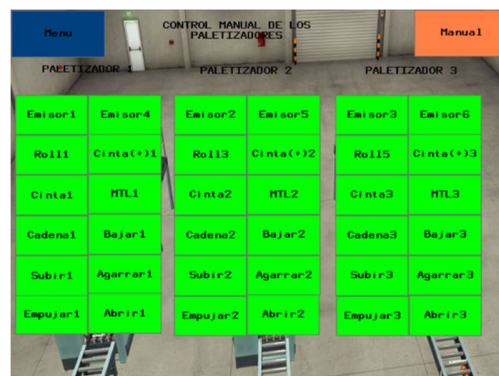 Menu
CONTROL MANUAL DE LOS
PALETIZADORES
Manual
PALETIZADOR 1
PALETIZADOR 2
PALETIZADOR 3
Emisor1 Emisor4 Emisor2 Emisor5 Emisor3 Emisor6
Roll1 Cinta(+)1 Roll3 Cinta(+)2 Roll5 Cinta(+)3
Cinta1 MTL1 Cinta2 MTL2 Cinta3 MTL3
Cadena1 Bajar1 Cadena2 Bajar2 Cadena3 Bajar3
Subir1 Agarrar1 Subir2 Agarrar2 Subir3 Agarrar3
Empujar1 Abrir1 Empujar2 Abrir2 Empujar3 Abrir3